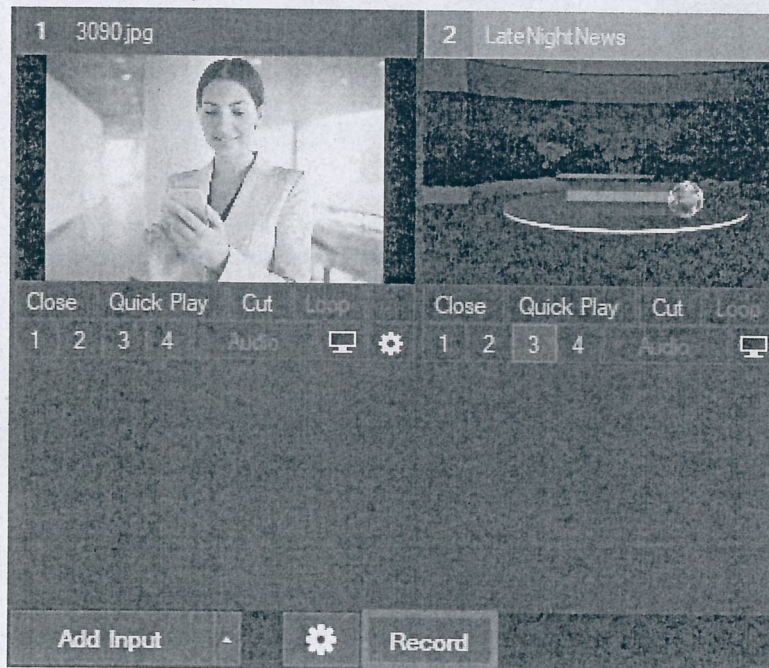 1 3090.jpg
2 LateNightNews
Close Quick Play Cut Loop
Close Quick Play Cut Loop
1 2 3 4 Audio
1 2 3 4 Audio
Add Input
Record